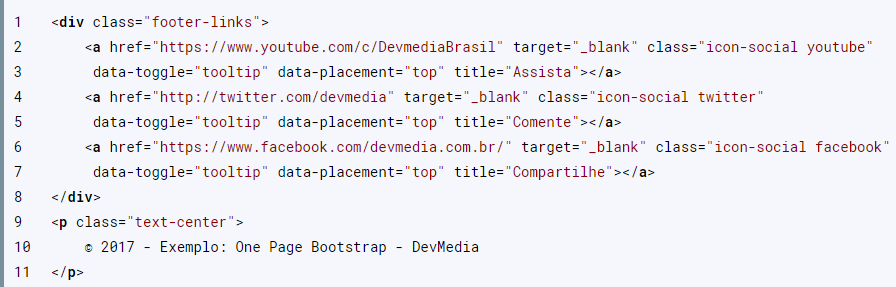 1 <div class="footer-links">
2 <a href="https://www.youtube.com/c/DevmediaBrasil" target="_blank" class="icon-social youtube"
3 data-toggle="tooltip" data-placement="top" title="Assista"></a>
4 <a href="http://twitter.com/devmedia" target="_blank" class="icon-social twitter"
5 data-toggle="tooltip" data-placement="top" title="Comente"></a>
6 <a href="https://www.facebook.com/devmedia.com.br/" target="_blank" class="icon-social facebook"
7 data-toggle="tooltip" data-placement="top" title="Compartilhe"></a>
8 </div>
9 <p class="text-center">
10 © 2017 - Exemplo: One Page Bootstrap - DevMedia
11 </p>